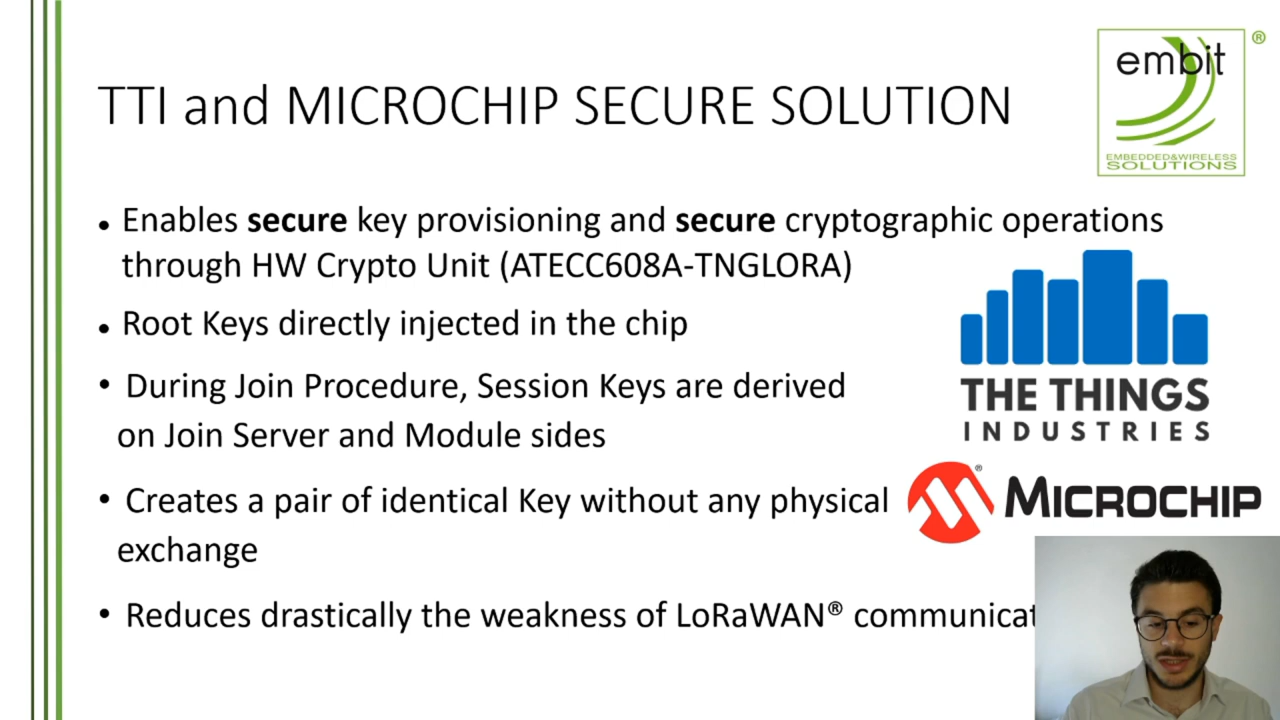 embit
®
EMBEDDED&WIRELESS
SOLUTIONS
TTI and MICROCHIP SECURE SOLUTION
• Enables secure key provisioning and secure cryptographic operations
through HW Crypto Unit (ATECC608A-TNGLORA)
• Root Keys directly injected in the chip
• During Join Procedure, Session Keys are derived
on Join Server and Module sides
• Creates a pair of identical Key without any physical
exchange
• Reduces drastically the weakness of LoRaWAN®
THE THINGS
INDUSTRIES
® MICROCHIP